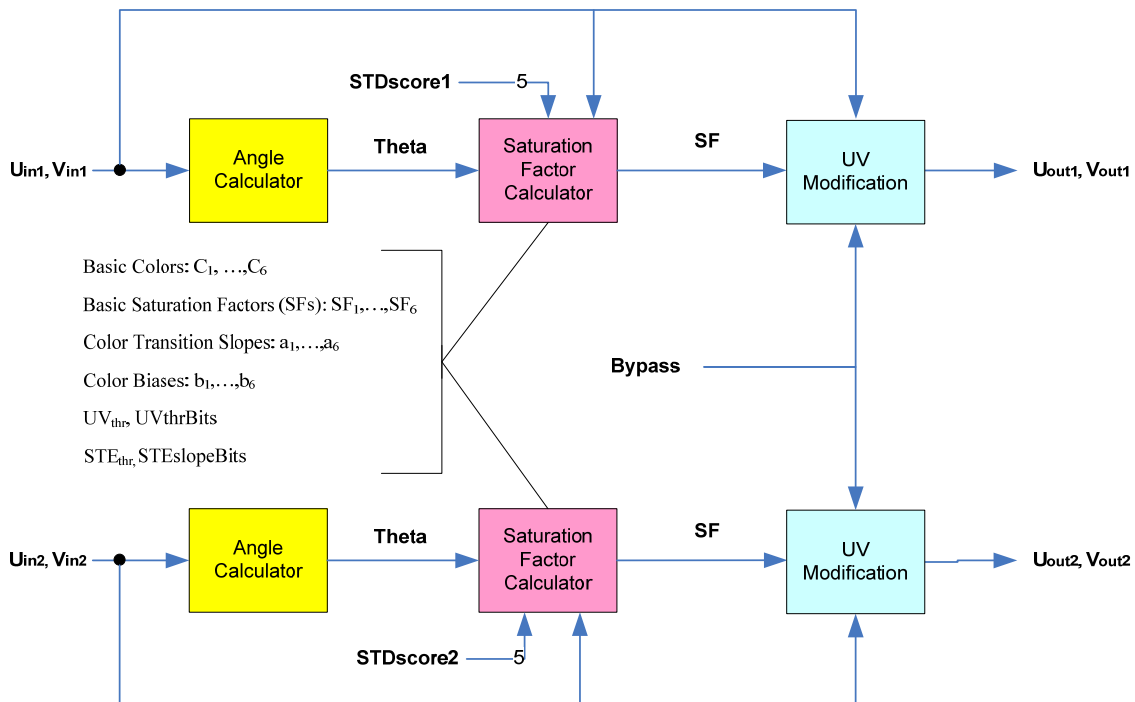 STDscore1
5
Uin1, Vin1
Angle
Calculator
Theta
Saturation
Factor
Calculator
SF
UV
Modification
Uout1, Vout1
Basic Colors: C1, …,C6
Basic Saturation Factors (SFs): SF1,…,SF6
Color Transition Slopes: a1,…,a6
Color Biases: b1,…,b6
UVthr, UVthrBits
STEthr, STEslopeBits
Bypass
Uin2, Vin2
Angle
Calculator
Theta
Saturation
Factor
Calculator
SF
UV
Modification
Uout2, Vout2
STDscore2
5